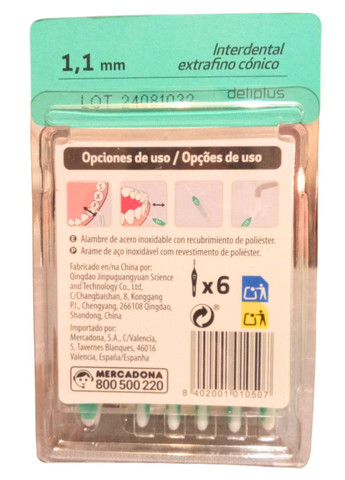 1,1 mm
Interdental
extrafino cónico
LOT 24081032
deliplus
Opciones de uso / Opções de uso
E Alambre de acero inoxidable con recubrimiento de poliéster.
P Arame de aço inoxidável com revestimento de poliéster.
Fabricado en/na China por:
Qingdao Jinpuguangyuan Science
and Technology Co., Ltd,
C/Changbaishan, 8, Konggang
P.I., Chengyang, 266108 Qingdao,
Shandong, China
x 6
Importado por:
Mercadona, S.A., C/Valencia,
5, Tavernes Blanques, 46016
Valencia, España/Espanha
MERCADONA
800 500 220
8 402001 010507